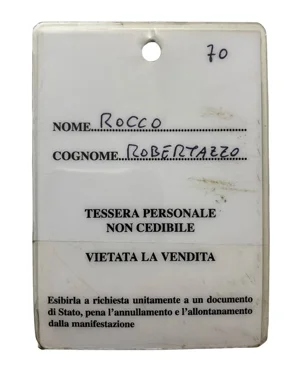 70
NOME ROCCO
COGNOME ROBERTAZZO
TESSERA PERSONALE
NON CEDIBILE
VIETATA LA VENDITA
Esibirla a richiesta unitamente a un documento
di Stato, pena l'annullamento e l'allontanamento
dalla manifestazione